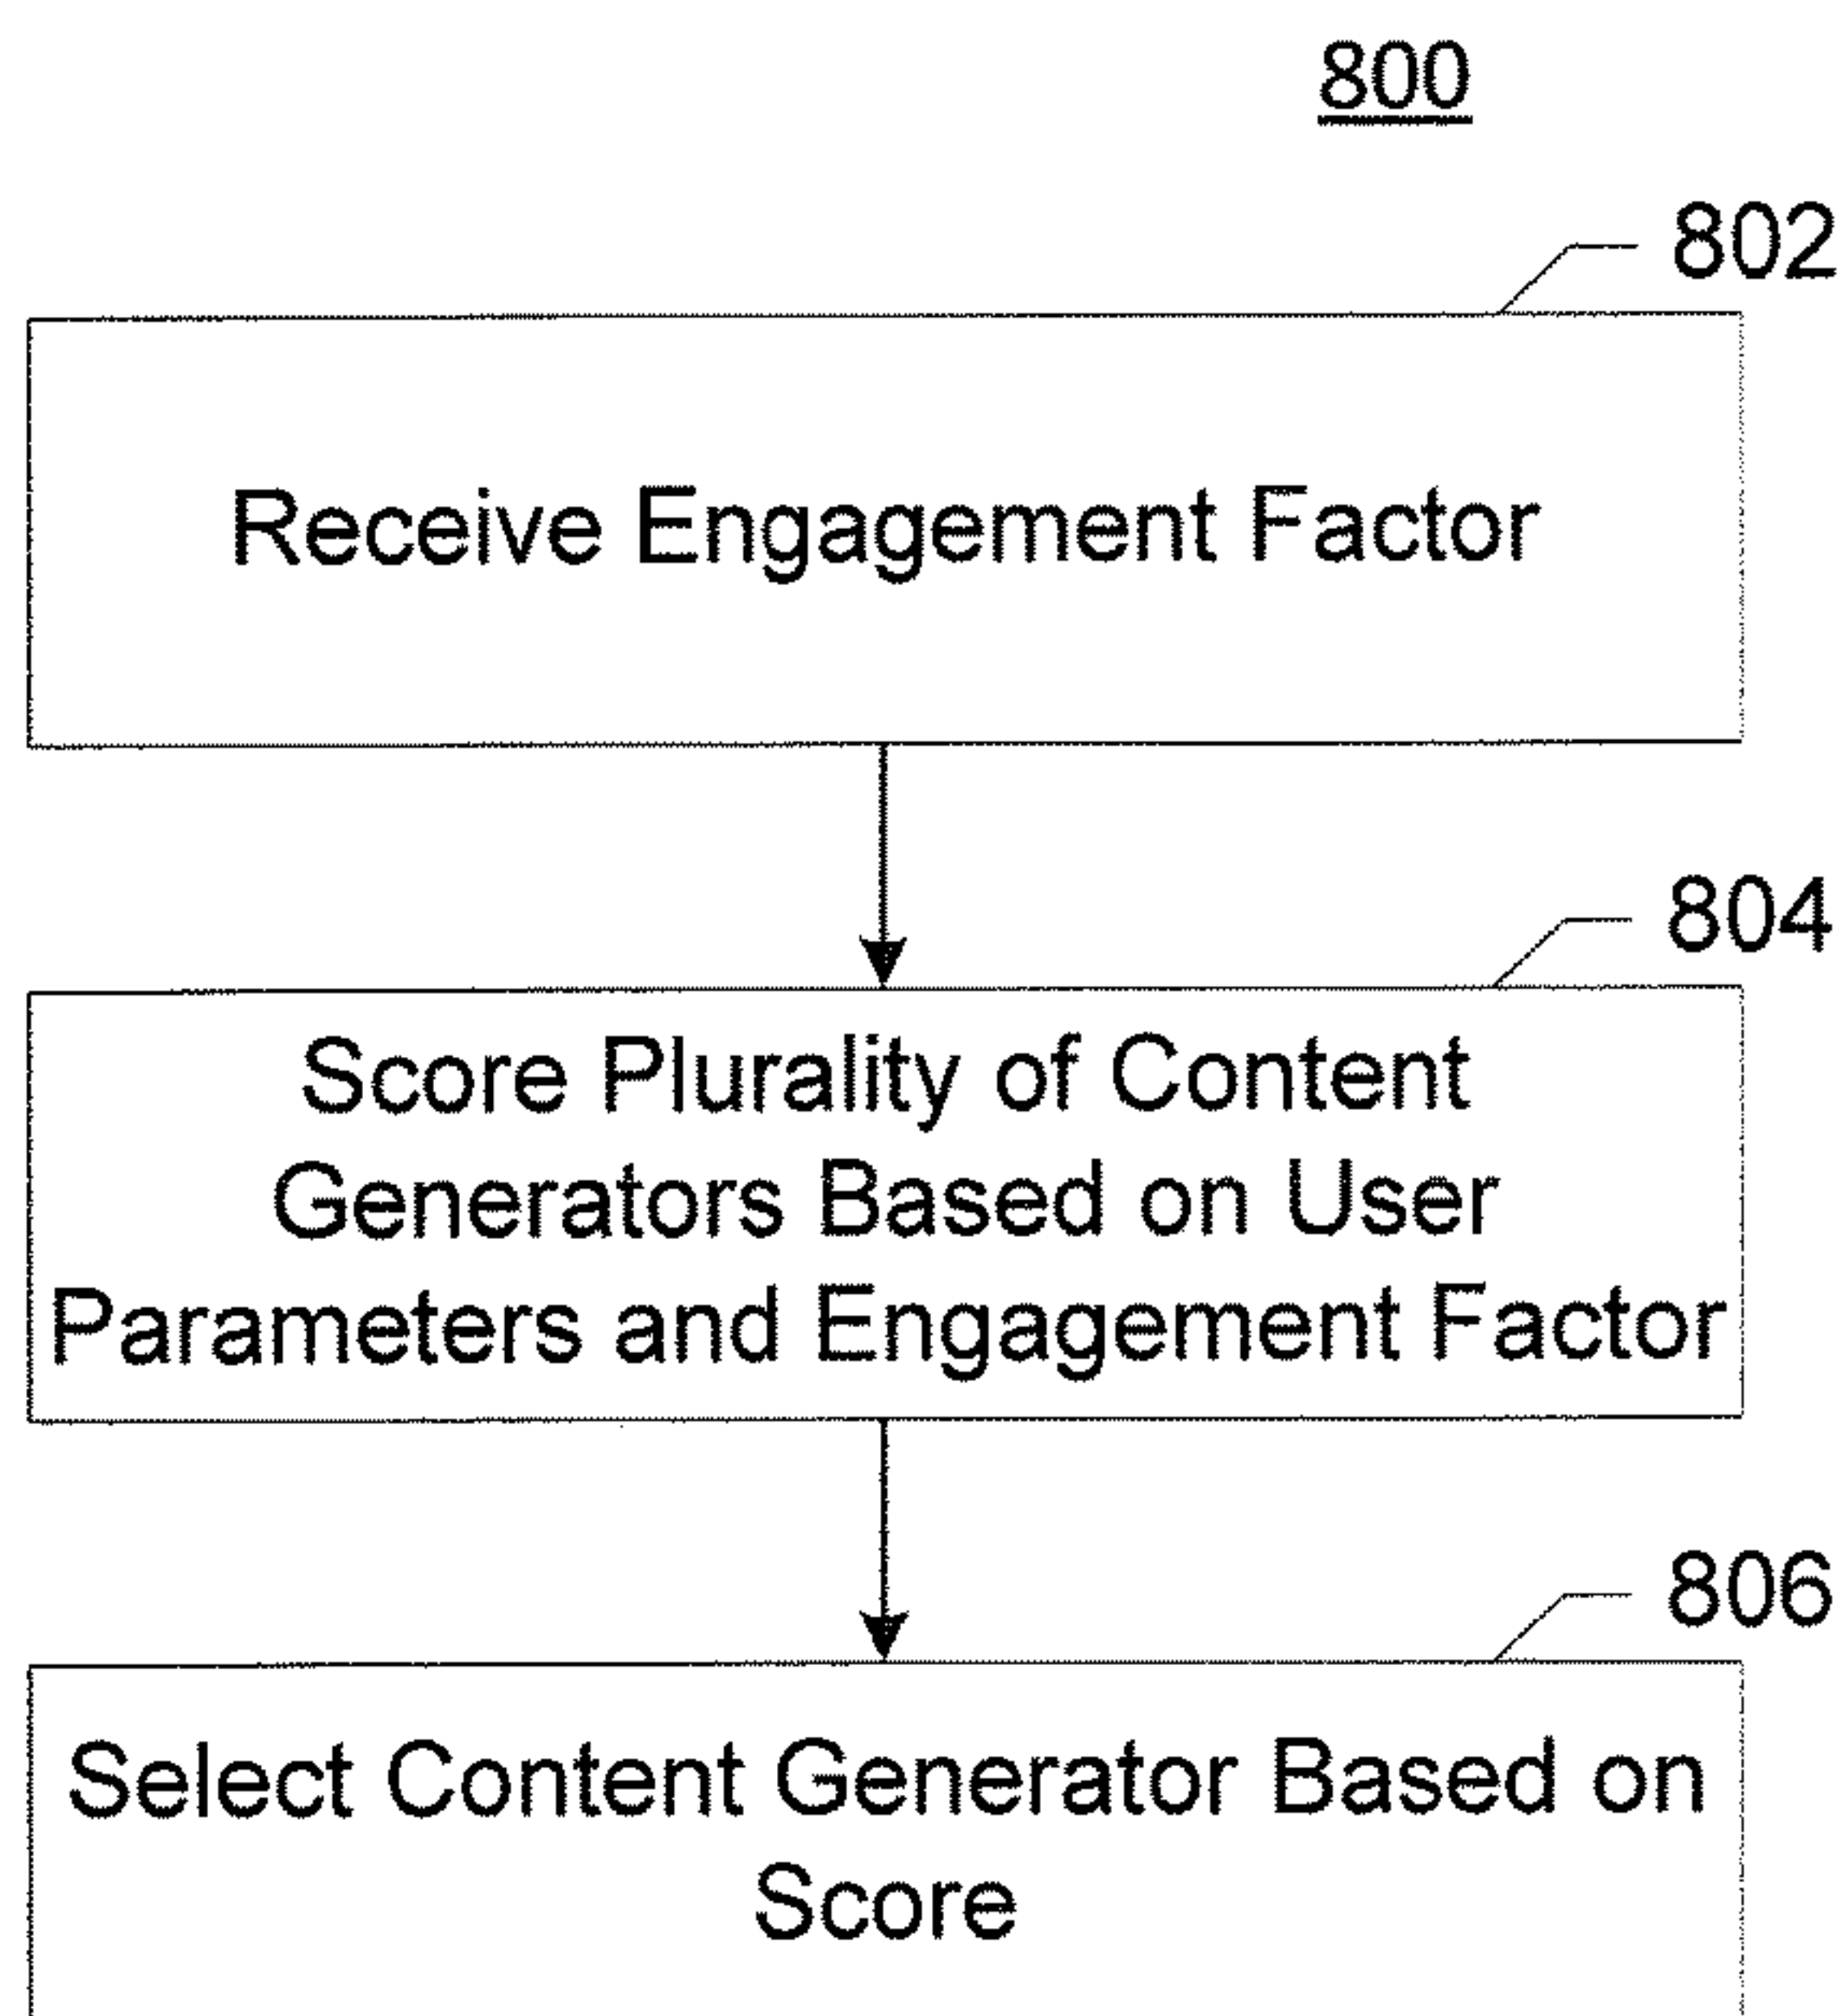 800
802
Receive Engagement Factor
804
Score Plurality of Content
Generators Based on User
Parameters and Engagement Factor
806
Select Content Generator Based on
Score